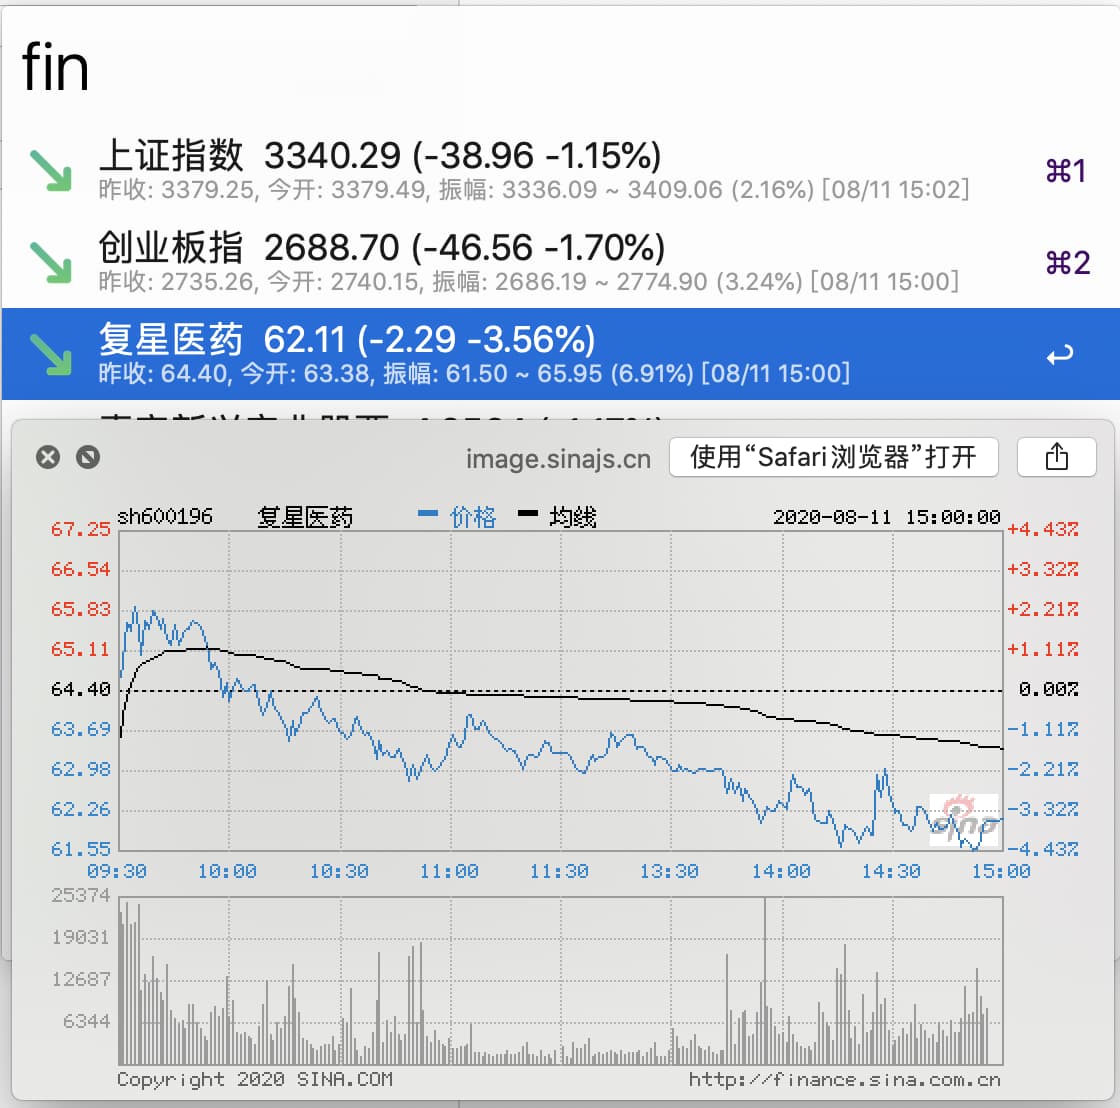 fin
上证指数 3340.29 (-38.96 -1.15%)
昨收: 3379.25, 今开: 3379.49, 振幅: 3336.09 ~ 3409.06 (2.16%) [08/11 15:02]
⌘1
创业板指 2688.70 (-46.56 -1.70%)
昨收: 2735.26, 今开: 2740.15, 振幅: 2686.19 ~ 2774.90 (3.24%) [08/11 15:00]
⌘2
复星医药 62.11 (-2.29 -3.56%)
昨收: 64.40, 今开: 63.38, 振幅: 61.50 ~ 65.95 (6.91%) [08/11 15:00]
image.sinajs.cn
使用“Safari浏览器”打开
sh600196 复星医药 价格 均线 2020-08-11 15:00:00
67.25 +4.43%
66.54 +3.32%
65.83 +2.21%
65.11 +1.11%
64.40 0.00%
63.69 -1.11%
62.98 -2.21%
62.26 -3.32%
sina
61.55 -4.43%
09:30 10:00 10:30 11:00 11:30 13:30 14:00 14:30 15:00
25374
19031
12687
6344
Copyright 2020 SINA.COM http://finance.sina.com.cn